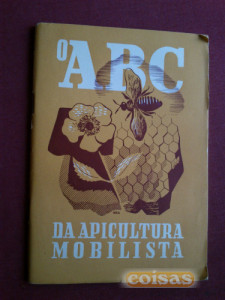 O ABC
DA APICULTURA
MOBILISTA
coisas